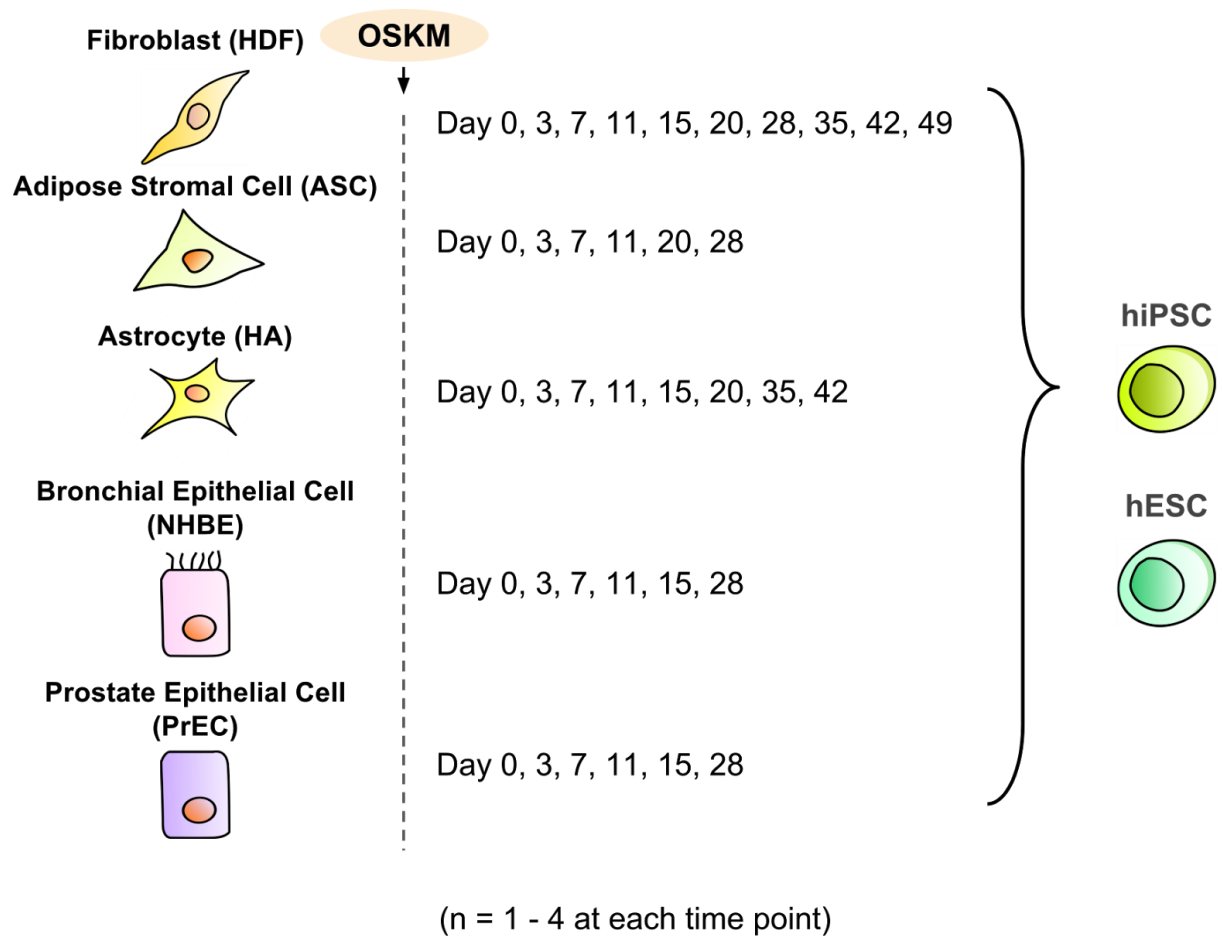 Fibroblast (HDF)
OSKM
Day 0, 3, 7, 11, 15, 20, 28, 35, 42, 49
Adipose Stromal Cell (ASC)
Day 0, 3, 7, 11, 20, 28
Astrocyte (HA)
Day 0, 3, 7, 11, 15, 20, 35, 42
Bronchial Epithelial Cell
(NHBE)
Day 0, 3, 7, 11, 15, 28
Prostate Epithelial Cell
(PrEC)
Day 0, 3, 7, 11, 15, 28
hiPSC
hESC
(n = 1 - 4 at each time point)